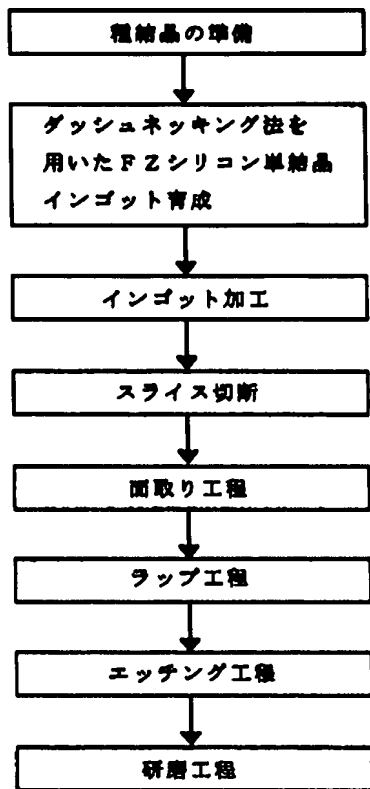 種結晶の準備
ダッシュネッキング法を
用いたFZシリコン単結晶
インゴット育成
インゴット加工
スライス切断
面取り工程
ラップ工程
エッチング工程
研磨工程